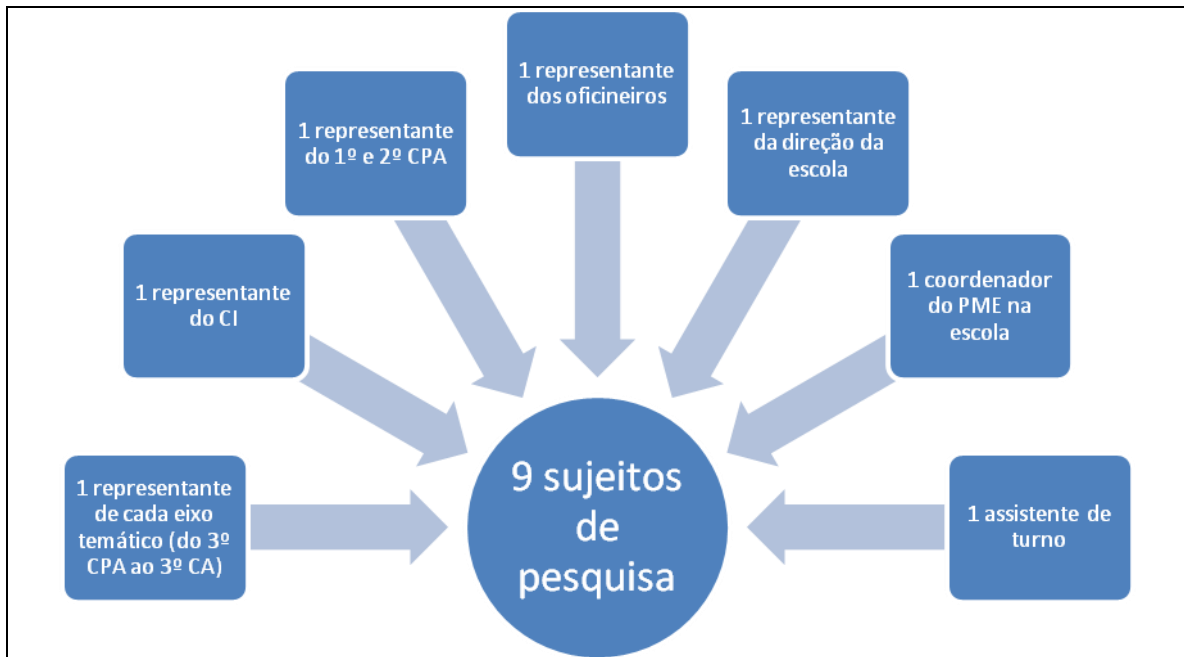 1 representante
de cada eixo
temático (do 3º
CPA ao 3º CA)
1 representante
do CI
1 representante
do 1º e 2º CPA
1 representante
dos oficineiros
1 representante
da direção da
escola
1 coordenador
do PME na
escola
1 assistente de
turno
9 sujeitos
de
pesquisa